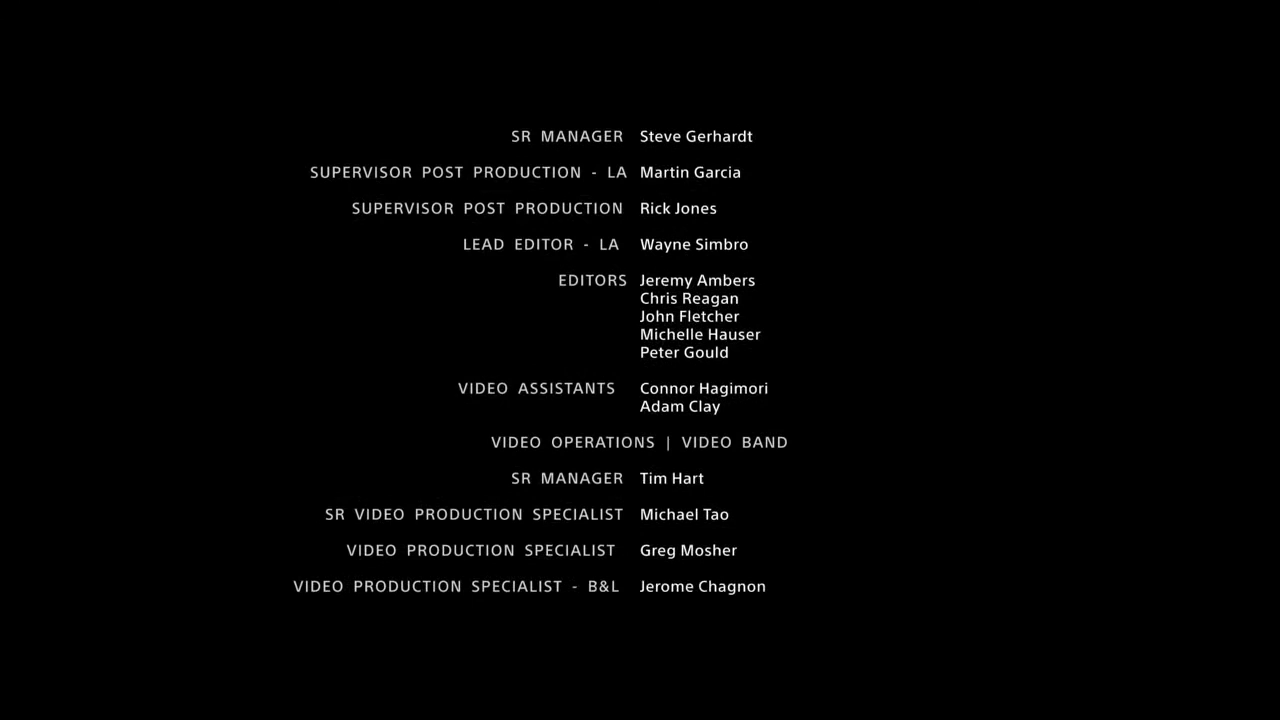 SR MANAGER Steve Gerhardt
SUPERVISOR POST PRODUCTION - LA Martin Garcia
SUPERVISOR POST PRODUCTION Rick Jones
LEAD EDITOR - LA Wayne Simbro
EDITORS Jeremy Ambers
Chris Reagan
John Fletcher
Michelle Hauser
Peter Gould
VIDEO ASSISTANTS Connor Hagimori
Adam Clay
VIDEO OPERATIONS | VIDEO BAND
SR MANAGER Tim Hart
SR VIDEO PRODUCTION SPECIALIST Michael Tao
VIDEO PRODUCTION SPECIALIST Greg Mosher
VIDEO PRODUCTION SPECIALIST - B&L Jerome Chagnon